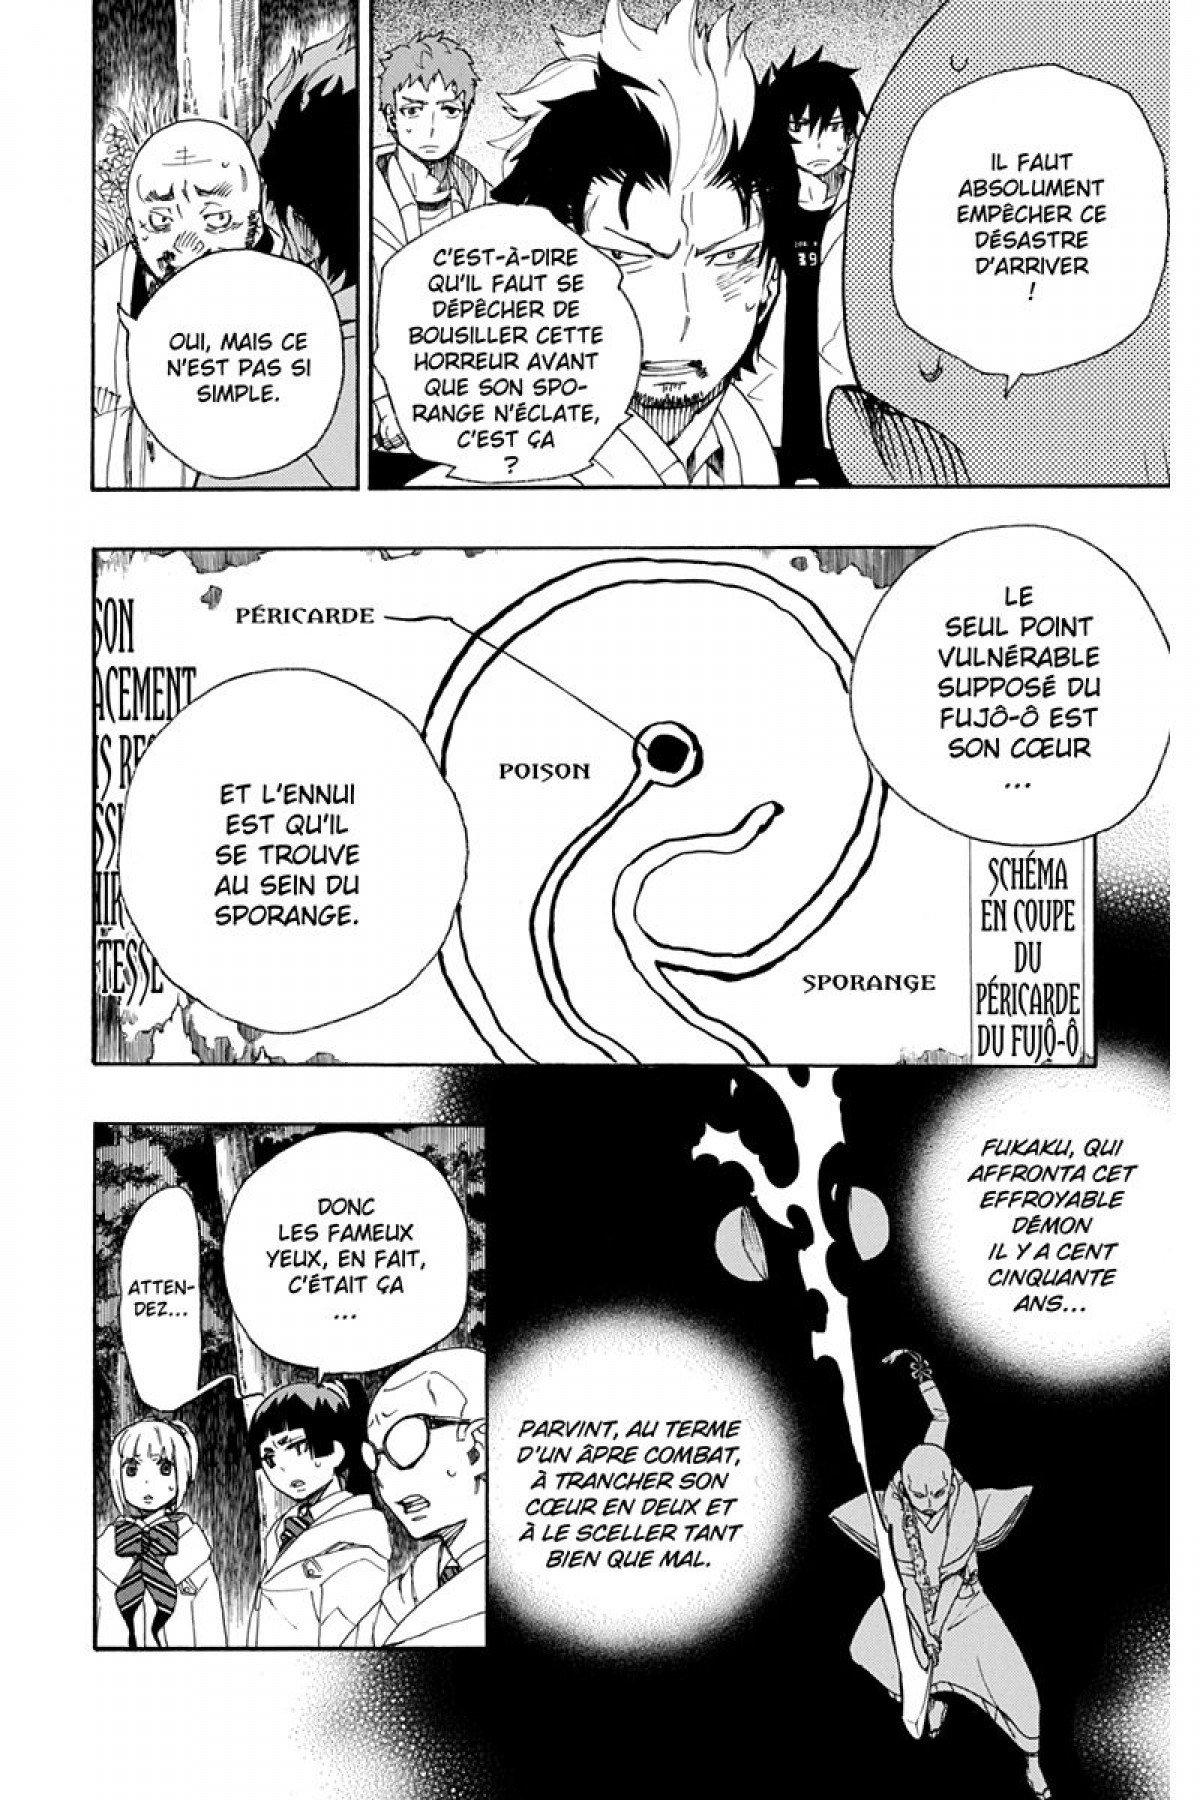 IL FAUT
ABSOLUMENT
EMPÊCHER CE
DÉSASTRE
D'ARRIVER
!
C'EST-À-DIRE
QU'IL FAUT SE
DÉPÊCHER DE
BOUSILLER CETTE
HORREUR AVANT
QUE SON SPO-
RANGE N'ÉCLATE,
C'EST ÇA
?
39
OUI, MAIS CE
N'EST PAS SI
SIMPLE.
LE
SEUL POINT
VULNÉRABLE
SUPPOSÉ DU
FUJÔ-Ô EST
SON CŒUR
...
SCHÉMA
EN COUPE
DU
PÉRICARDE
DU FUJÔ-Ô
PÉRICARDE
POISON
SPORANGE
ET L'ENNUI
EST QU'IL
SE TROUVE
AU SEIN DU
SPORANGE.
SON
ACEMENT
TESSE
FUKAKU, QUI
AFFRONTA CET
EFFROYABLE
DÉMON
IL Y A CENT
CINQUANTE
ANS...
PARVINT, AU TERME
D'UN ÂPRE COMBAT,
À TRANCHER SON
CŒUR EN DEUX ET
À LE SCELLER TANT
BIEN QUE MAL.
DONC
LES FAMEUX
YEUX, EN FAIT,
C'ÉTAIT ÇA
...
ATTEN-
DEZ...